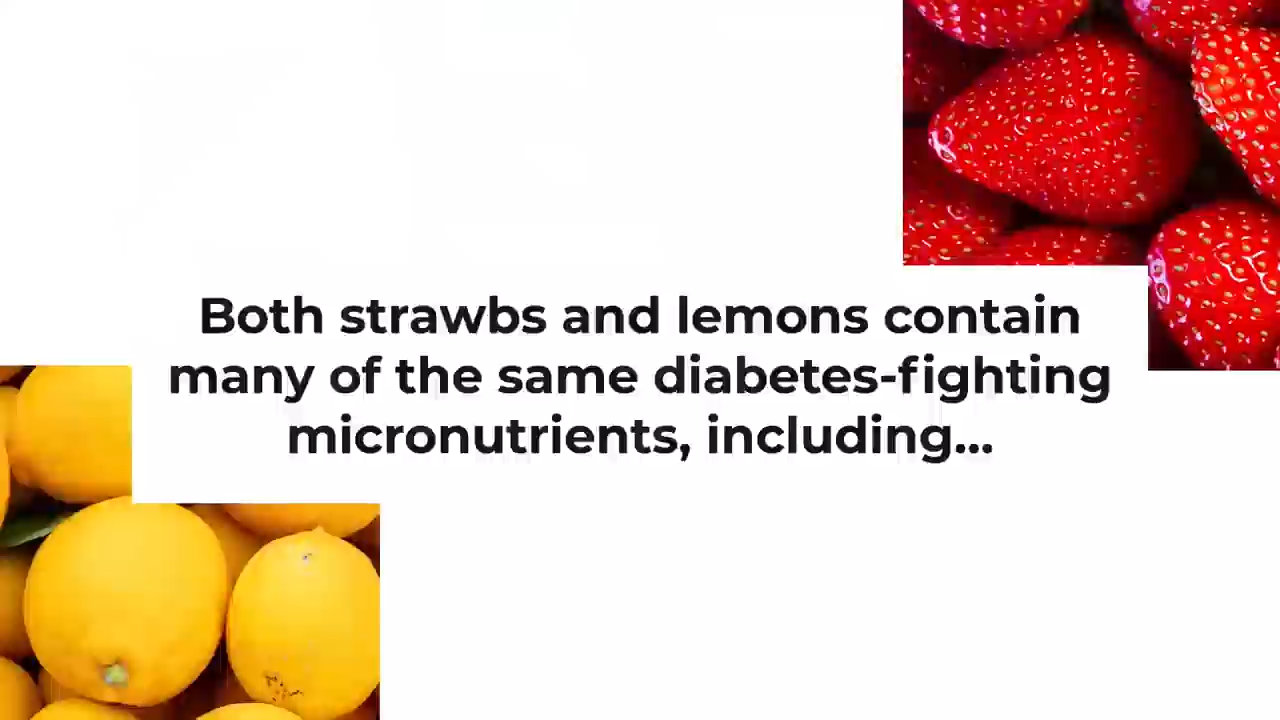 Both strawbs and lemons contain
many of the same diabetes-fighting
micronutrients, including...